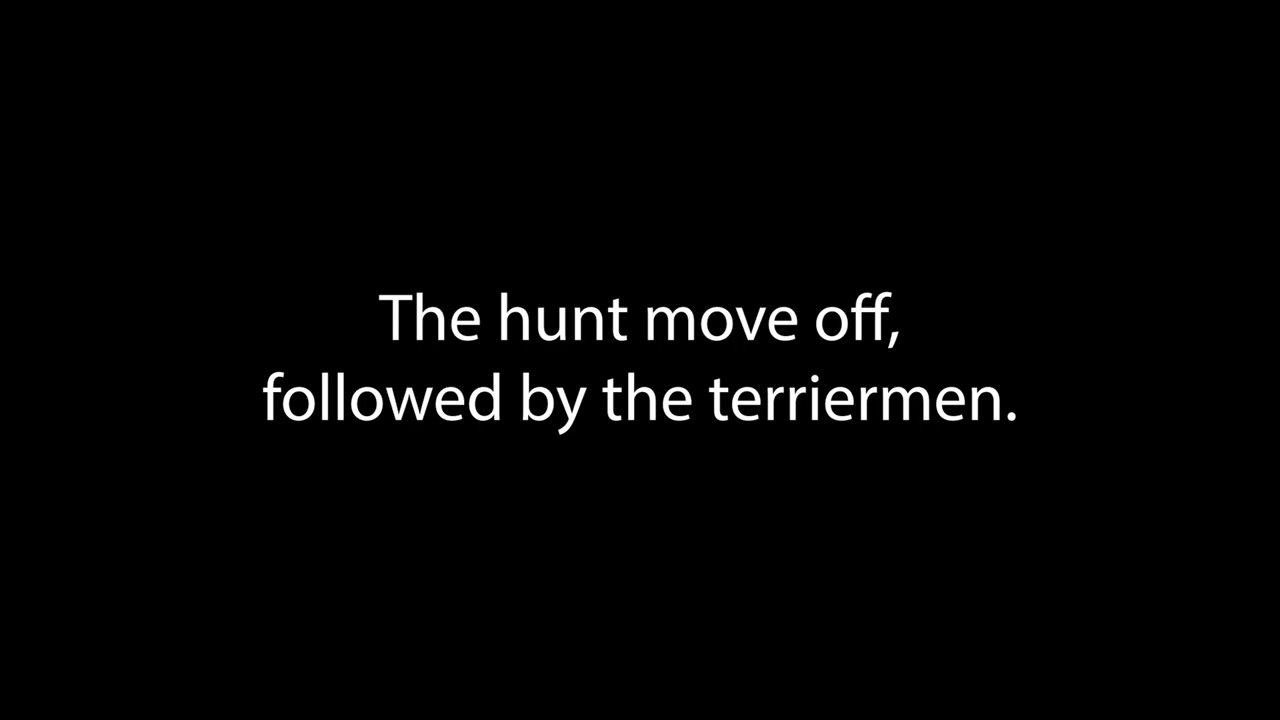 The hunt move off,
followed by the terriermen.